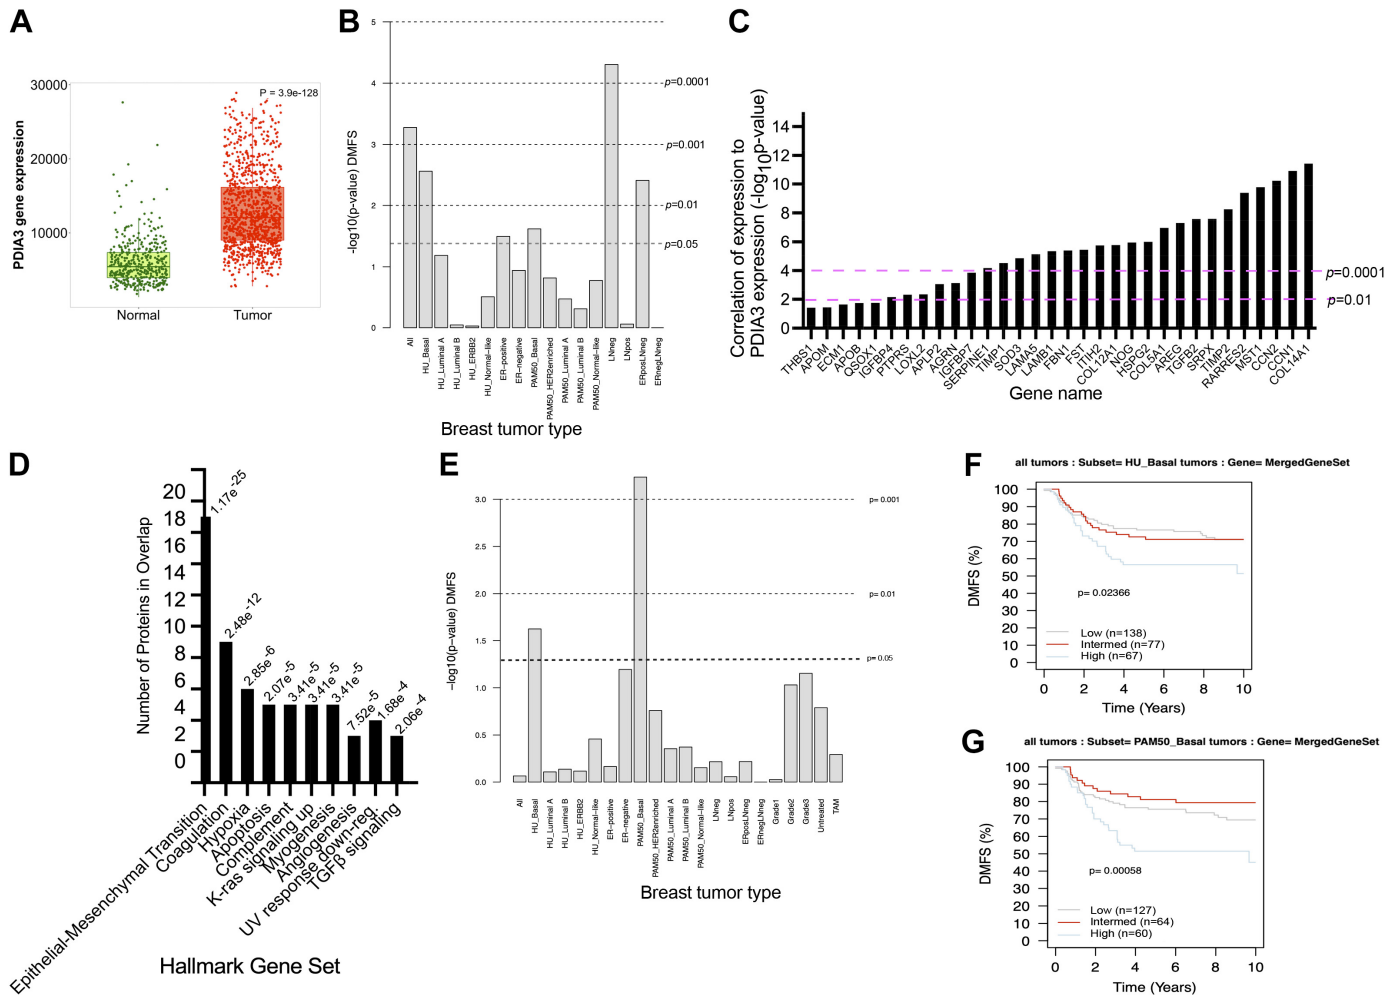 A
PDIA3 gene expression
30000
20000
10000
P = 3.9e-128
Normal
Tumor
B
-log10(p-value) DMFS
5
4
3
2
1
0
p=0.0001
p=0.001
p=0.01
p=0.05
All
HU_Basal
HU_Luminal A
HU_Luminal B
HU_ERBB2
HU_Normal-like
ER-positive
ER-negative
PAM50_Basal
PAM50_HER2enriched
PAM50_Luminal A
PAM50_Luminal B
PAM50_Normal-like
LNneg
LNpos
ERposLNneg
ERnegLNneg
Breast tumor type
C
Correlation of expression to
PDIA3 expression (-log10p-value)
14
12
10
8
6
4
2
0
p=0.0001
p=0.01
THBS1
APOM
ECM1
APOB
QSOX1
IGFBP4
PTPRS
LOXL2
APLP2
AGRN
IGFBP7
SERPINE1
TIMP1
SOD3
LAMA5
LAMB1
FBN1
FST
ITIH2
COL12A1
NOG
HSPG2
COL5A1
AREG
TGFB2
SRPX
TIMP2
RARRES2
MST1
CCN2
CCN1
COL14A1
Gene name
D
Number of Proteins in Overlap
20
18
16
14
12
10
8
6
4
2
0
1.17e-25
2.48e-12
2.85e-6
2.07e-5
3.41e-5
3.41e-5
3.41e-5
7.52e-5
1.68e-4
2.06e-4
Epithelial-Mesenchymal Transition
Coagulation
Hypoxia
Apoptosis
Complement
K-ras signaling up
Myogenesis
Angiogenesis
UV response down-reg.
TGFβ signaling
Hallmark Gene Set
E
-log10(p-value) DMFS
3.0
2.5
2.0
1.5
1.0
0.5
0.0
p= 0.001
p= 0.01
p= 0.05
All
HU_Basal
HU_Luminal A
HU_Luminal B
HU_ERBB2
HU_Normal-like
ER-positive
ER-negative
PAM50_Basal
PAM50_HER2enriched
PAM50_Luminal A
PAM50_Luminal B
PAM50_Normal-like
LNneg
LNpos
ERposLNneg
ERnegLNneg
Grade1
Grade2
Grade3
Untreated
TAM
Breast tumor type
F
all tumors : Subset= HU_Basal tumors : Gene= MergedGeneSet
DMFS (%)
100
90
80
70
60
50
40
30
20
10
0
p= 0.02366
Low (n=138)
Intermed (n=77)
High (n=67)
0 2 4 6 8 10
Time (Years)
G
all tumors : Subset= PAM50_Basal tumors : Gene= MergedGeneSet
DMFS (%)
100
90
80
70
60
50
40
30
20
10
0
p= 0.00058
Low (n=127)
Intermed (n=64)
High (n=60)
0 2 4 6 8 10
Time (Years)